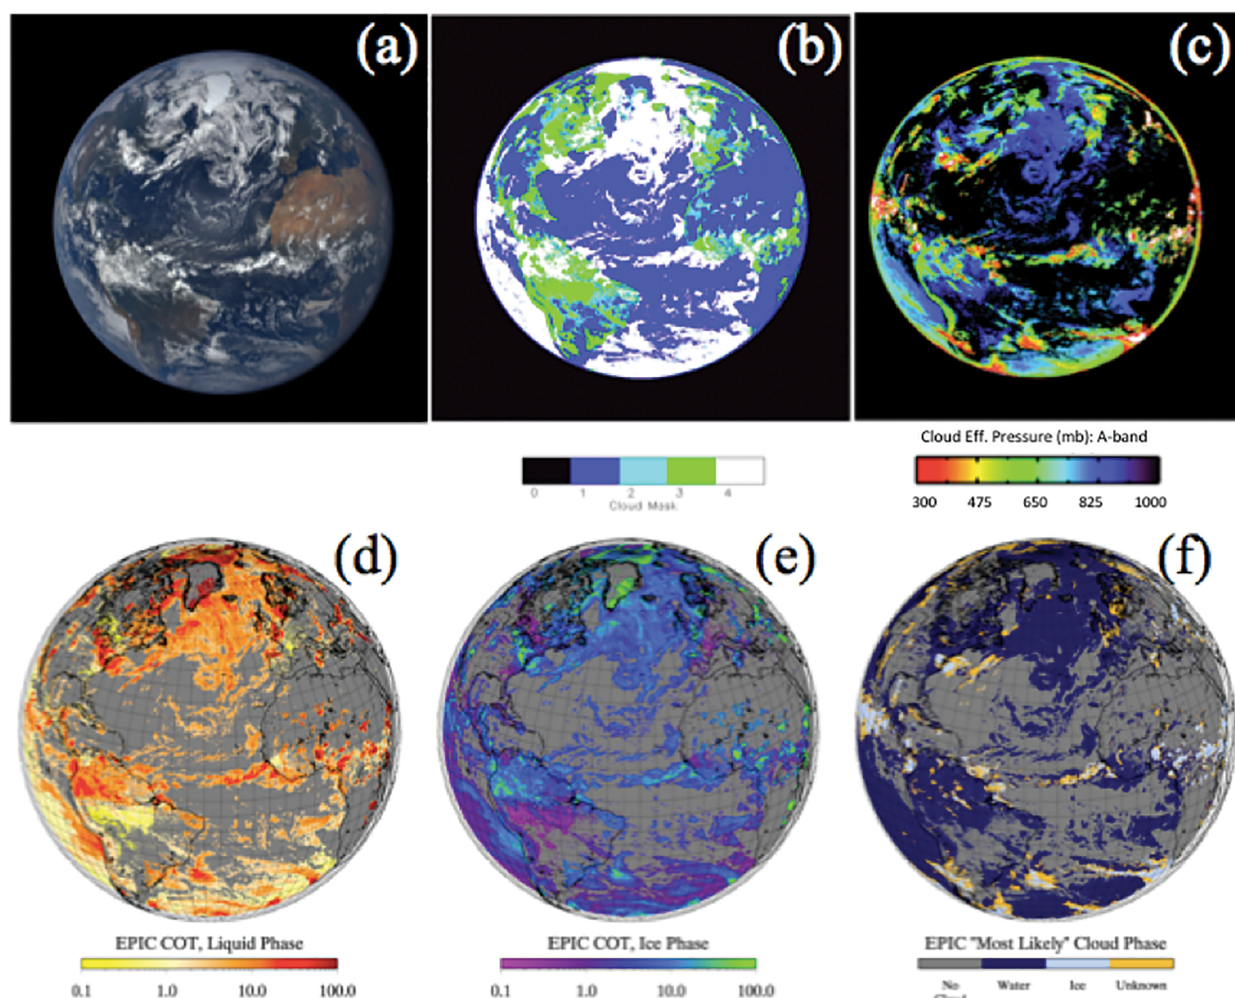 (a)
(b)
(c)
0 1 2 3 4
Cloud Mask
Cloud Eff. Pressure (mb): A-band
300 475 650 825 1000
(d)
(e)
(f)
EPIC COT, Liquid Phase
0.1 1.0 10.0 100.0
EPIC COT, Ice Phase
0.1 1.0 10.0 100.0
EPIC "Most Likely" Cloud Phase
No Water Ice Unknown
Cloud